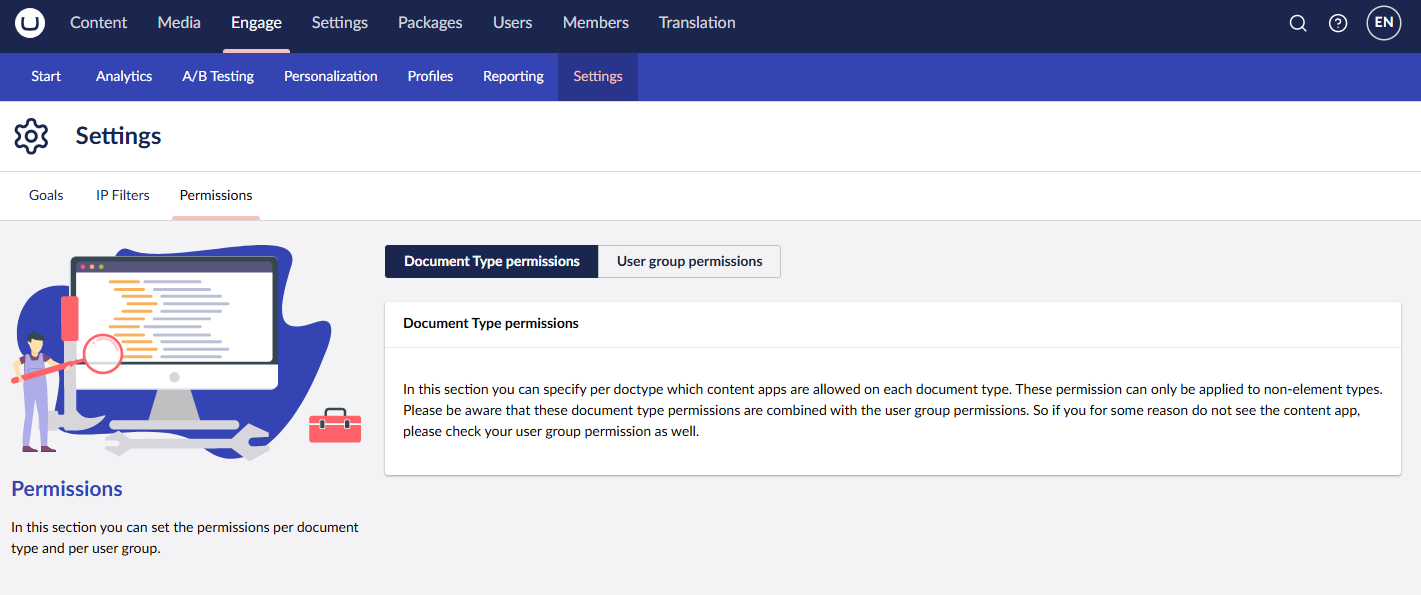 Content Media Engage Settings Packages Users Members Translation EN
Start Analytics A/B Testing Personalization Profiles Reporting Settings
Settings
Goals IP Filters Permissions
Document Type permissions User group permissions
Document Type permissions
In this section you can specify per doctype which content apps are allowed on each document type. These permission can only be applied to non-element types.
Please be aware that these document type permissions are combined with the user group permissions. So if you for some reason do not see the content app,
please check your user group permission as well.
Permissions
In this section you can set the permissions per document
type and per user group.